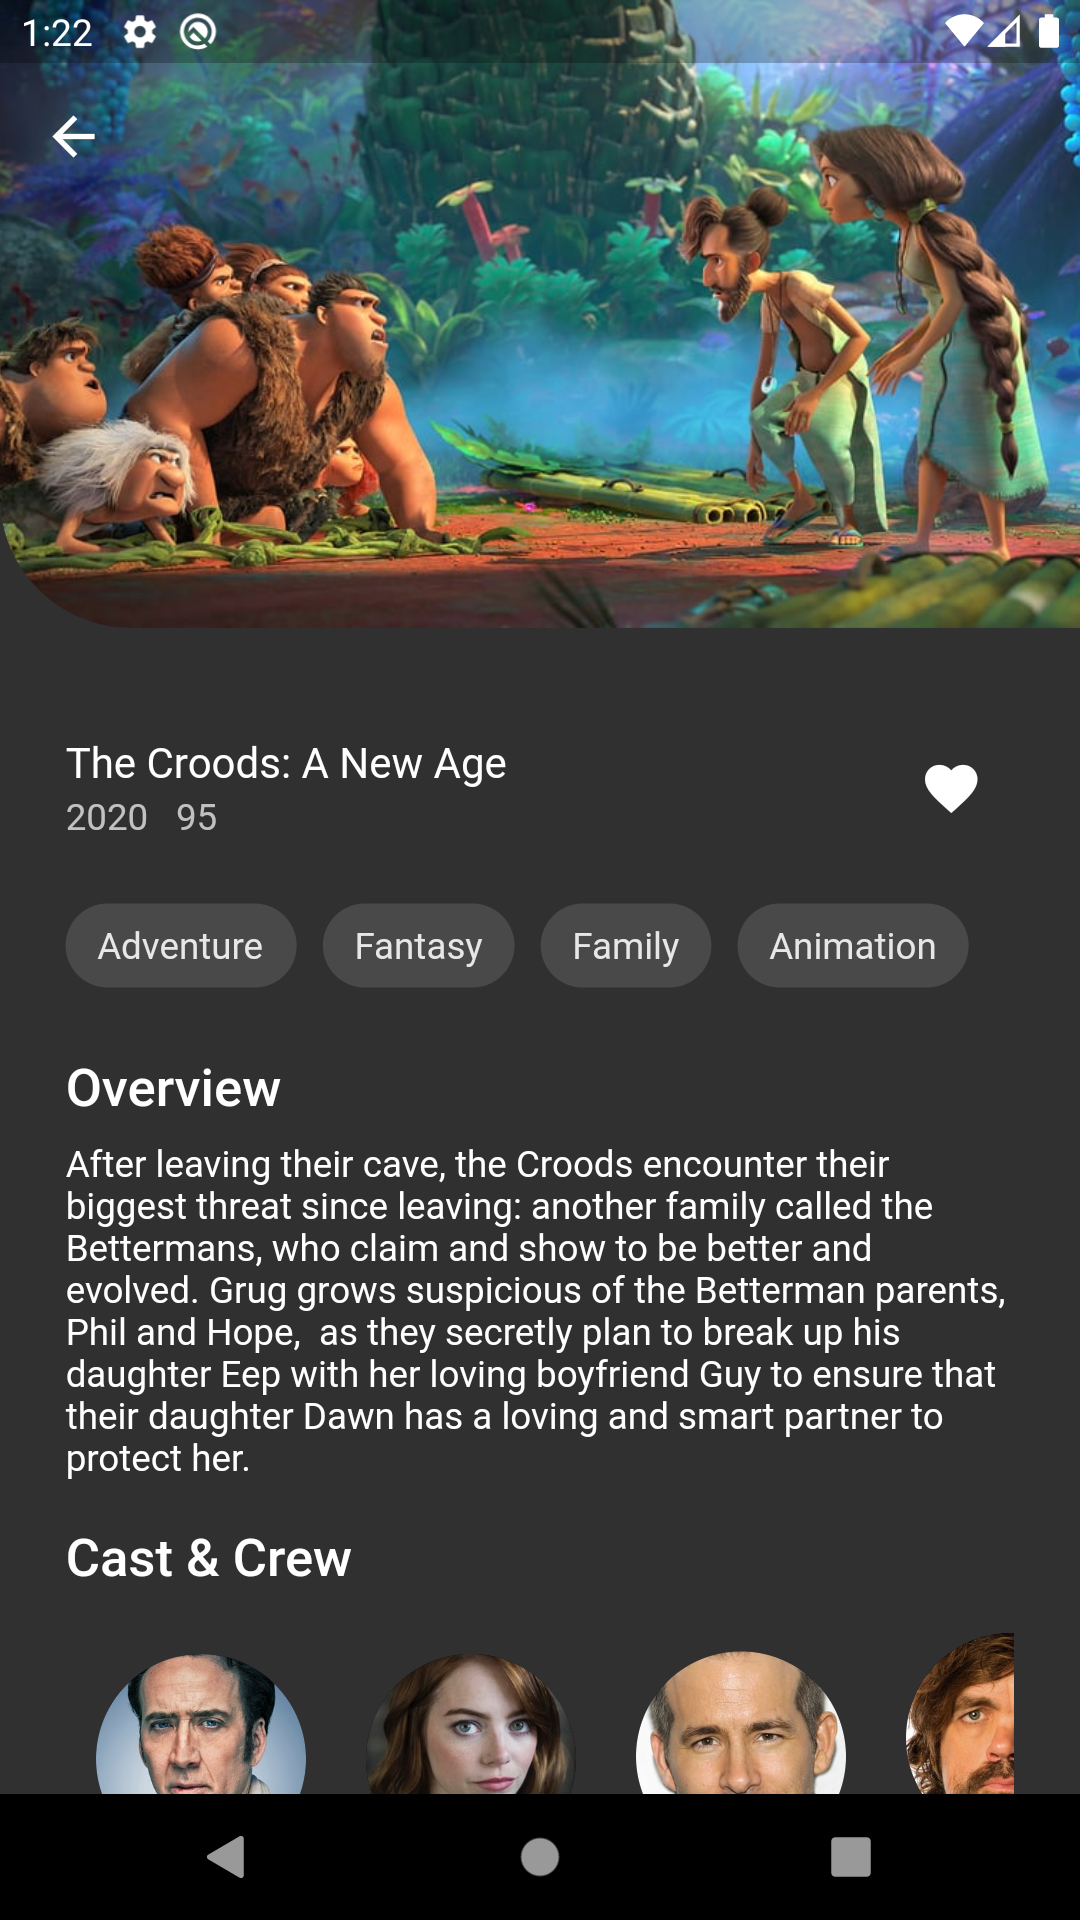 1:22
The Croods: A New Age
2020 95
Adventure Fantasy Family Animation
Overview
After leaving their cave, the Croods encounter their
biggest threat since leaving: another family called the
Bettermans, who claim and show to be better and
evolved. Grug grows suspicious of the Betterman parents,
Phil and Hope,  as they secretly plan to break up his
daughter Eep with her loving boyfriend Guy to ensure that
their daughter Dawn has a loving and smart partner to
protect her.
Cast & Crew